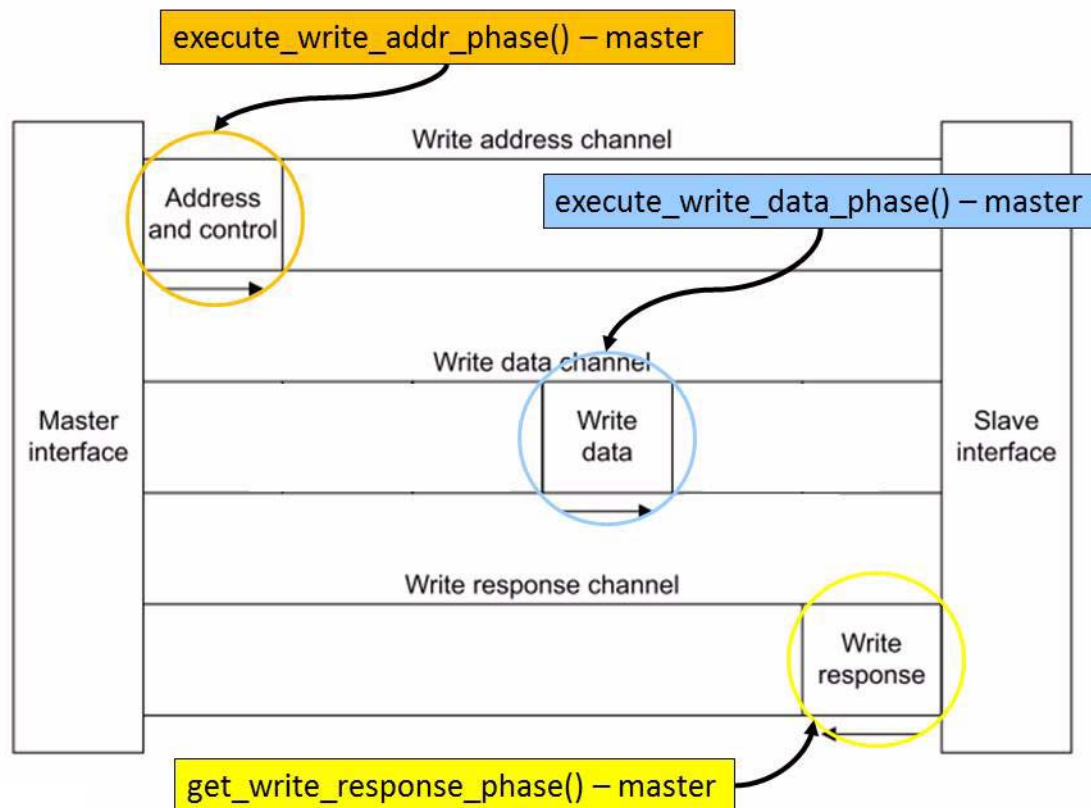 execute_write_addr_phase() – master
Write address channel
Address
and control
execute_write_data_phase() – master
Write data channel
Master
interface
Write
data
Slave
interface
Write response channel
Write
response
get_write_response_phase() – master